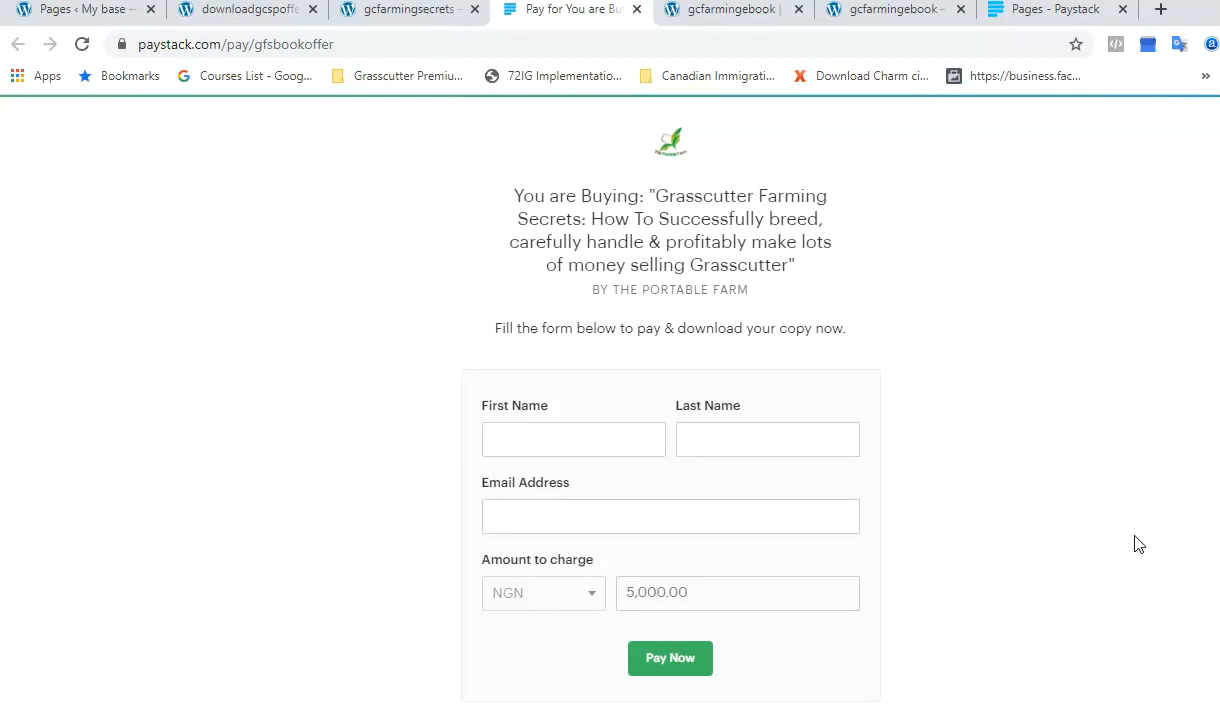 Pages ‹ My base —
downloadgcspoffe
gcfarmingsecrets –
Pay for You are Bu
gcfarmingebook |
gcfarmingebook –
Pages - Paystack
paystack.com/pay/gfsbookoffer
Apps
Bookmarks
Courses List - Goog...
Grasscutter Premiu...
72IG Implementatio...
Canadian Immigrati...
Download Charm ci...
https://business.fac...
»
You are Buying: "Grasscutter Farming
Secrets: How To Successfully breed,
carefully handle & profitably make lots
of money selling Grasscutter"
BY THE PORTABLE FARM
Fill the form below to pay & download your copy now.
First Name
Last Name
Email Address
Amount to charge
NGN
5,000.00
Pay Now